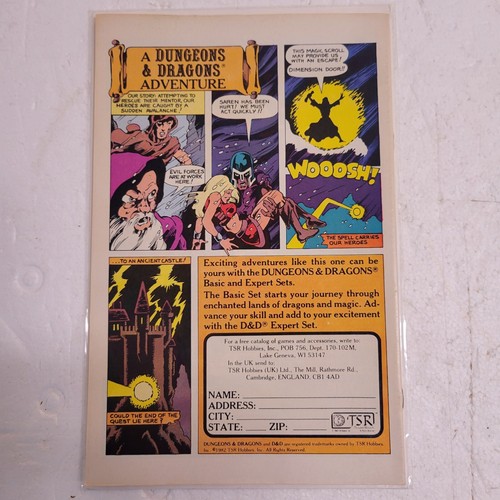 A DUNGEONS
& DRAGONS®
ADVENTURE
OUR STORY: ATTEMPTING TO
RESCUE THEIR MENTOR, OUR
HEROES ARE CAUGHT BY A
SUDDEN AVALANCHE!
EVIL FORCES
ARE AT WORK
HERE!
SAREN HAS BEEN
HURT! WE MUST
ACT QUICKLY!!
THIS MAGIC SCROLL
MAY PROVIDE US
WITH AN ESCAPE!
DIMENSION DOOR!!
WOOOSH!
THE SPELL CARRIES
OUR HEROES
...TO AN ANCIENT CASTLE!
COULD THE END OF THE
QUEST LIE HERE?
Exciting adventures like this one can be
yours with the DUNGEONS & DRAGONS®
Basic and Expert Sets.
The Basic Set starts your journey through
enchanted lands of dragons and magic. Ad-
vance your skill and add to your excitement
with the D&D® Expert Set.
For a free catalog of games and accessories, write to:
TSR Hobbies, Inc., POB 756, Dept. 170-102M,
Lake Geneva, WI 53147
In the UK send to:
TSR Hobbies (UK) Ltd., The Mill, Rathmore Rd.,
Cambridge, ENGLAND, CB1 4AD
NAME:
ADDRESS:
CITY:
STATE: ZIP:
TSR
DUNGEONS & DRAGONS and D&D are registered trademarks owned by TSR Hobbies,
Inc. ©1982 TSR Hobbies, Inc. All Rights Reserved.